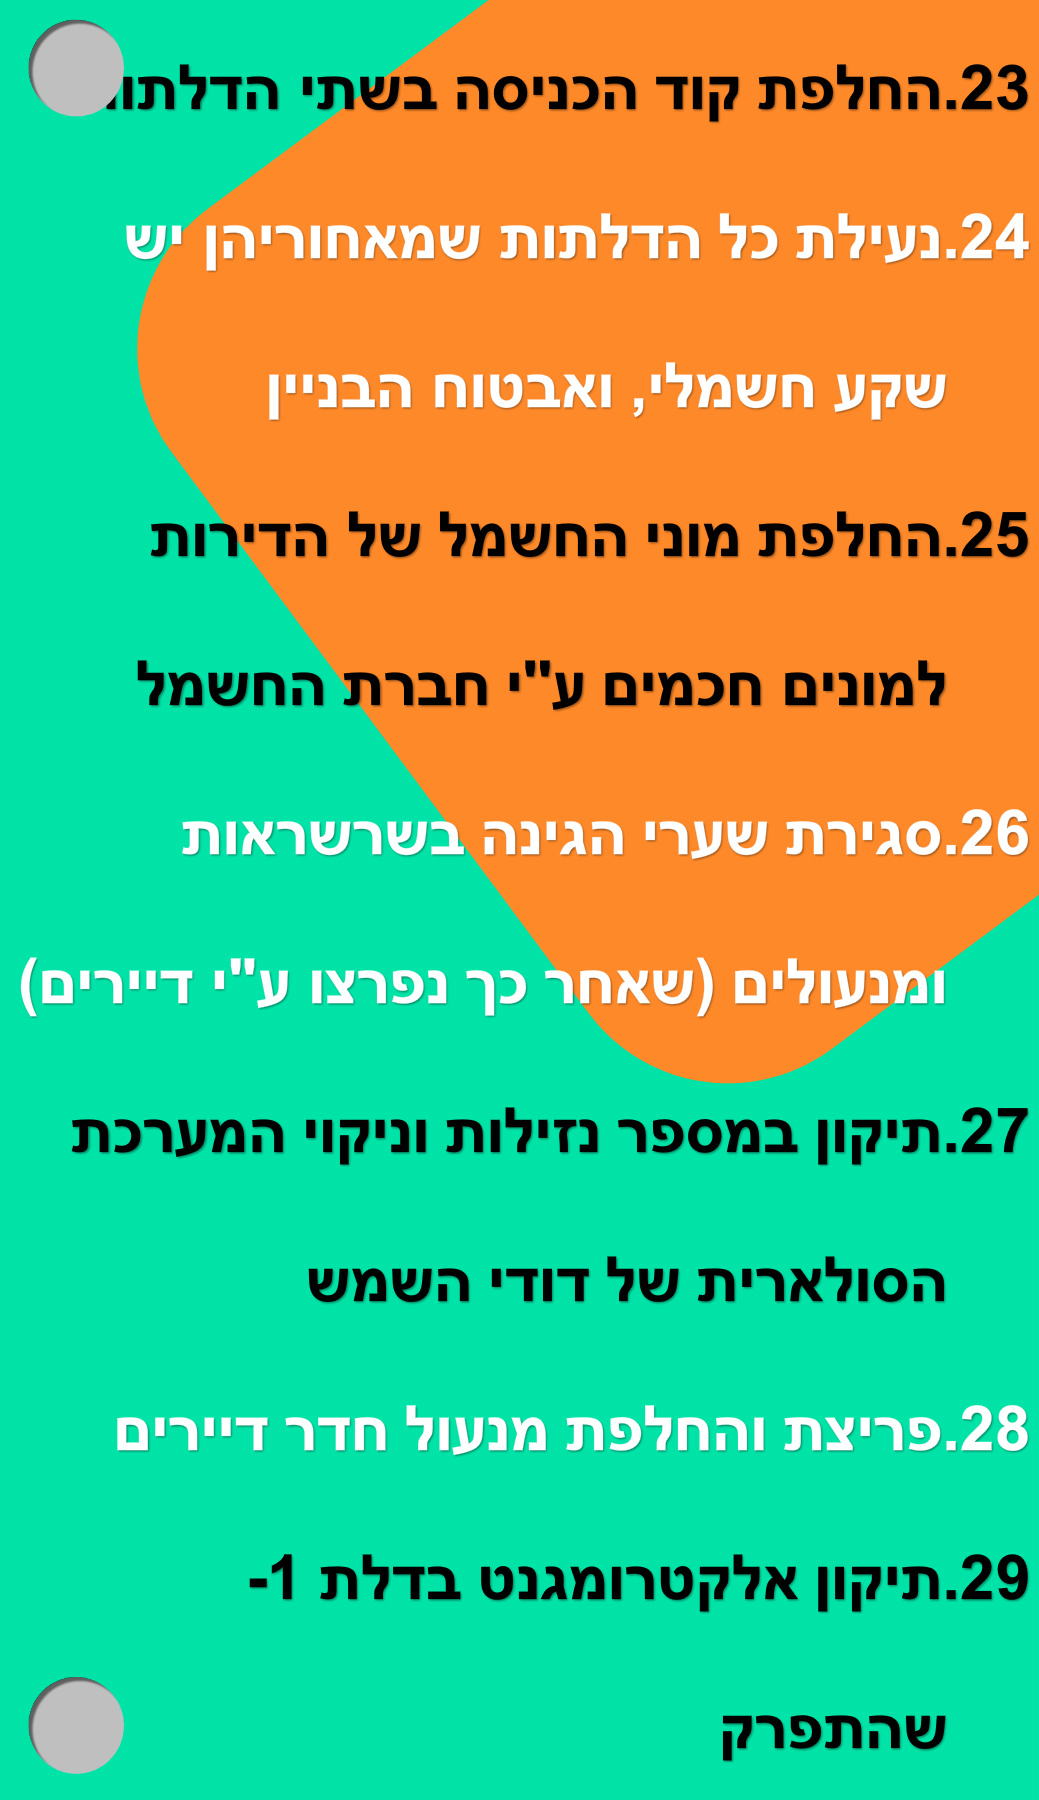 23.החלפת קוד הכניסה בשתי
24.נעילת כל הדלתות שמאחוריהן יש
שקע חשמלי, ואבטוח הבניין
25.החלפת מוני החשמל של הדירות
למונים חכמים ע"י חברת החשמל
26.סגירת שערי הגינה בשרשראות
ומנעולים (שאחר כך נפרצו ע"י דיירים)
27.תיקון במספר נזילות וניקוי המערכת
הסולארית של דודי השמש
28.פריצת והחלפת מנעול חדר דיירים
29.תיקון אלקטרומגנט בדלת 1-
שהתפרק